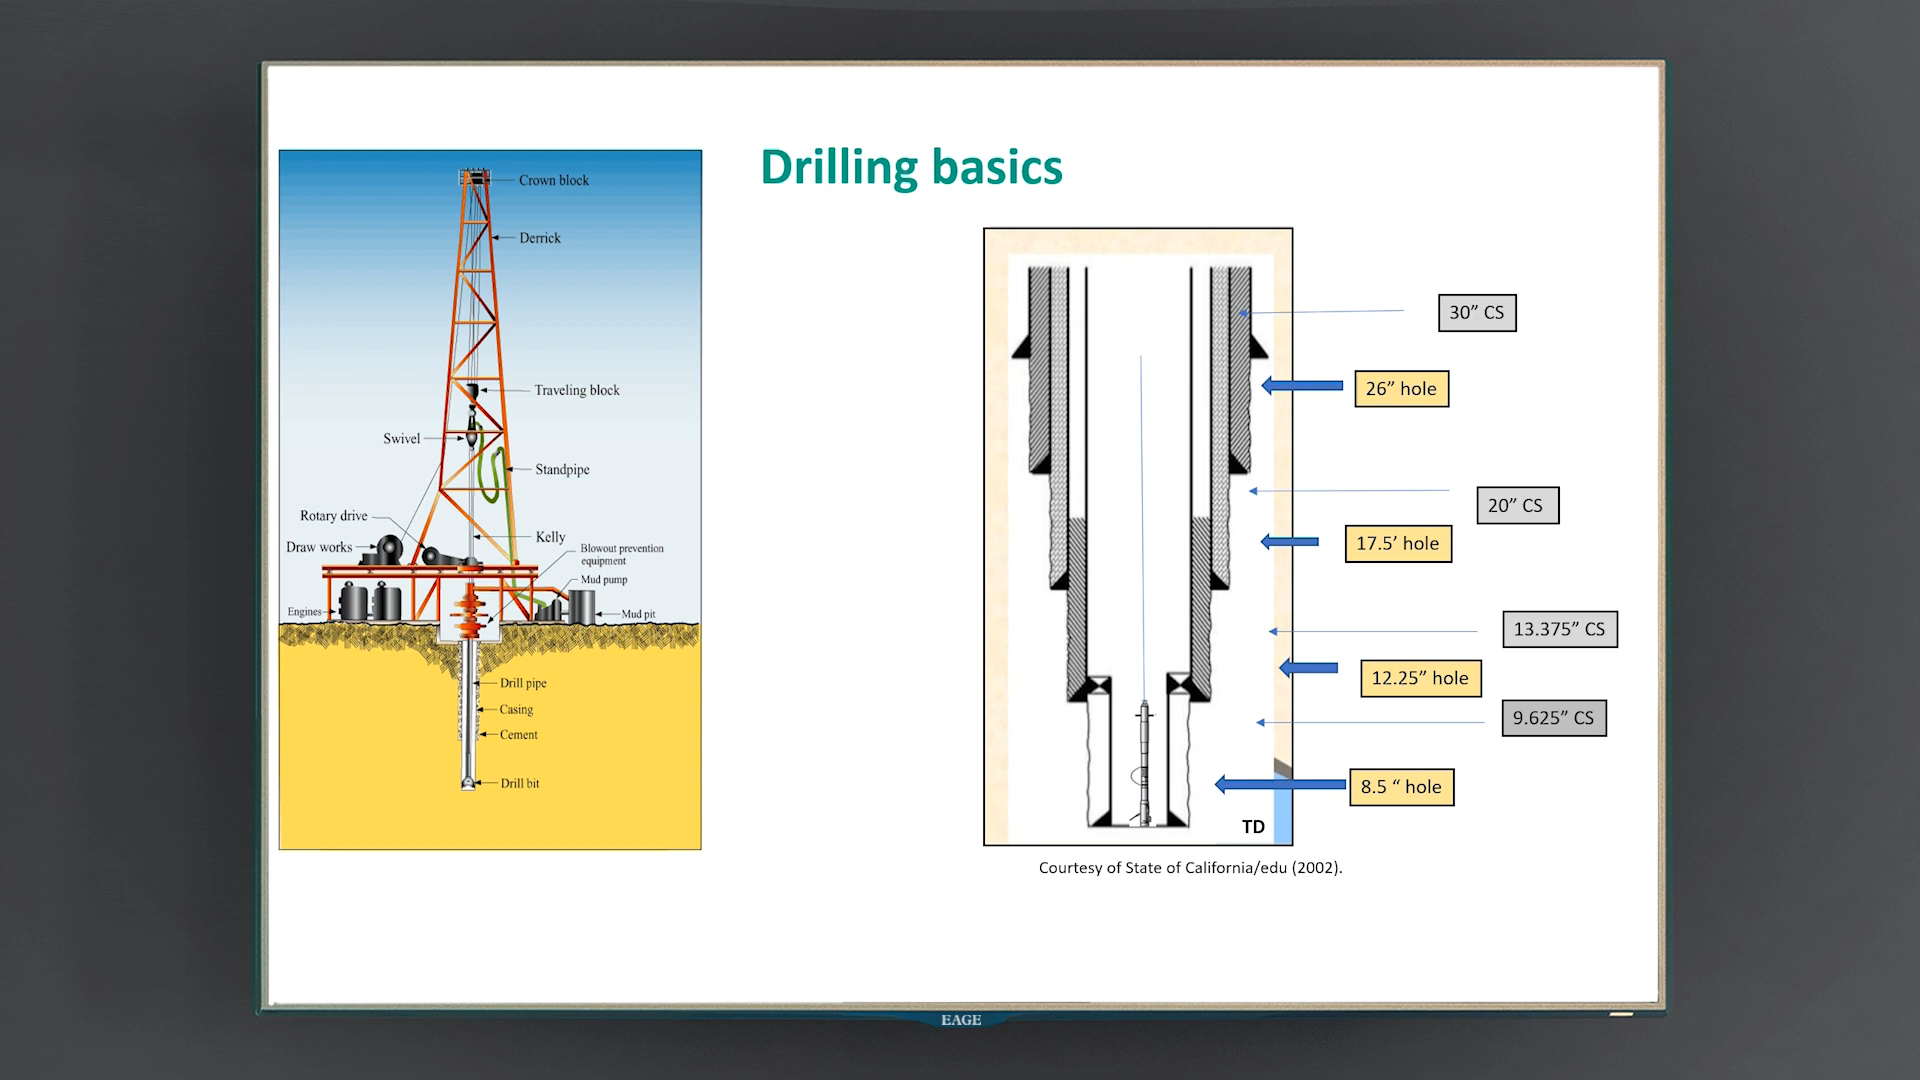 Drilling basics
Crown block
Derrick
Traveling block
Swivel
Standpipe
Rotary drive
Draw works
Kelly
Blowout prevention
equipment
Mud pump
Engines
Mud pit
Drill pipe
Casing
Cement
Drill bit
30” CS
26” hole
20” CS
17.5’ hole
13.375” CS
12.25” hole
9.625” CS
8.5 “ hole
TD
Courtesy of State of California/edu (2002).
EAGE